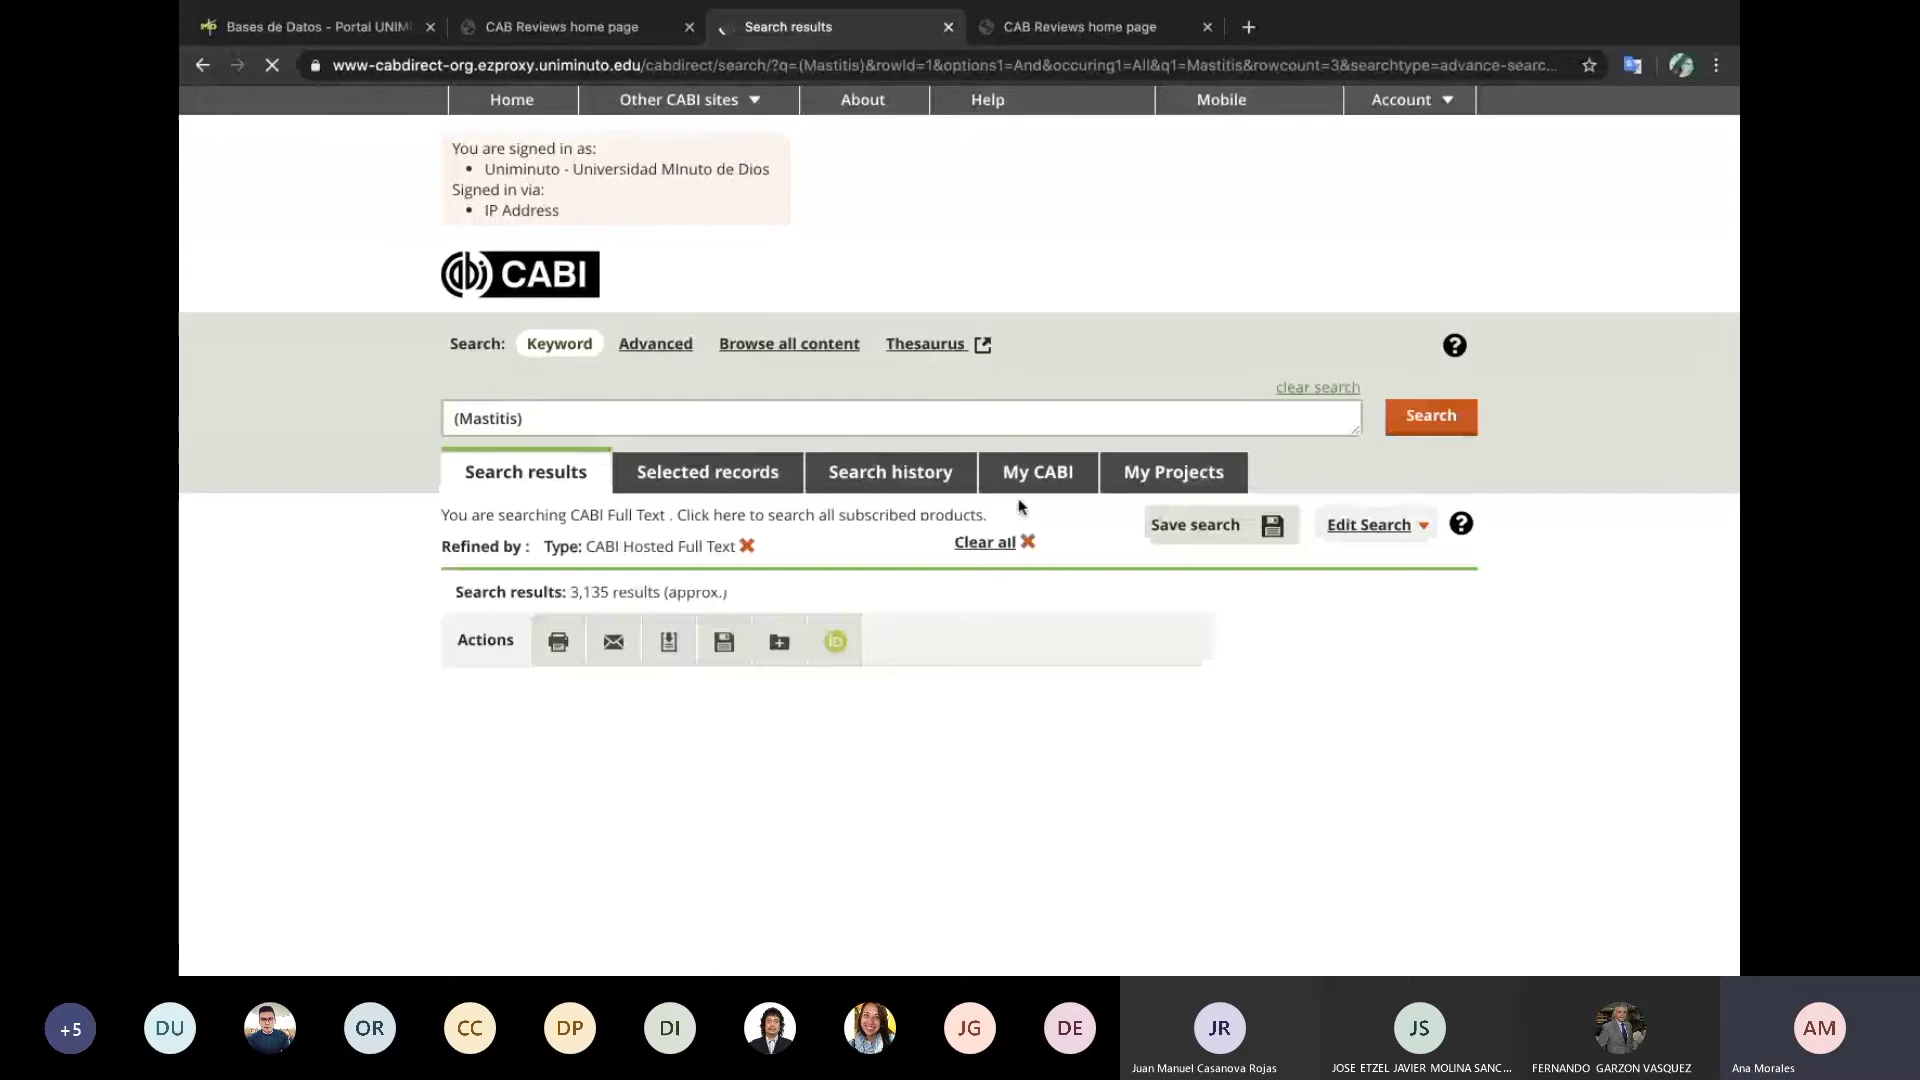 Bases de Datos - Portal UNIM
CAB Reviews home page
Search results
CAB Reviews home page
www-cabdirect-org.ezproxy.uniminuto.edu/cabdirect/search/?q=(Mastitis)&rowId=1&options1=And&occuring1=All&q1=Mastitis&rowcount=3&searchtype=advance-searc...
Home
Other CABI sites
About
Help
Mobile
Account
You are signed in as:
• Uniminuto - Universidad MInuto de Dios
Signed in via:
• IP Address
CABI
Search:
Keyword
Advanced
Browse all content
Thesaurus
?
clear search
(Mastitis)
Search
Search results
Selected records
Search history
My CABI
My Projects
You are searching CABI Full Text . Click here to search all subscribed products.
Save search
Edit Search
?
Refined by : Type: CABI Hosted Full Text
Clear all
Search results: 3,135 results (approx.)
Actions
iD
+5
DU
OR
CC
DP
DI
JG
DE
JR
JS
AM
Juan Manuel Casanova Rojas
JOSE ETZEL JAVIER MOLINA SANC...
FERNANDO GARZON VASQUEZ
Ana Morales